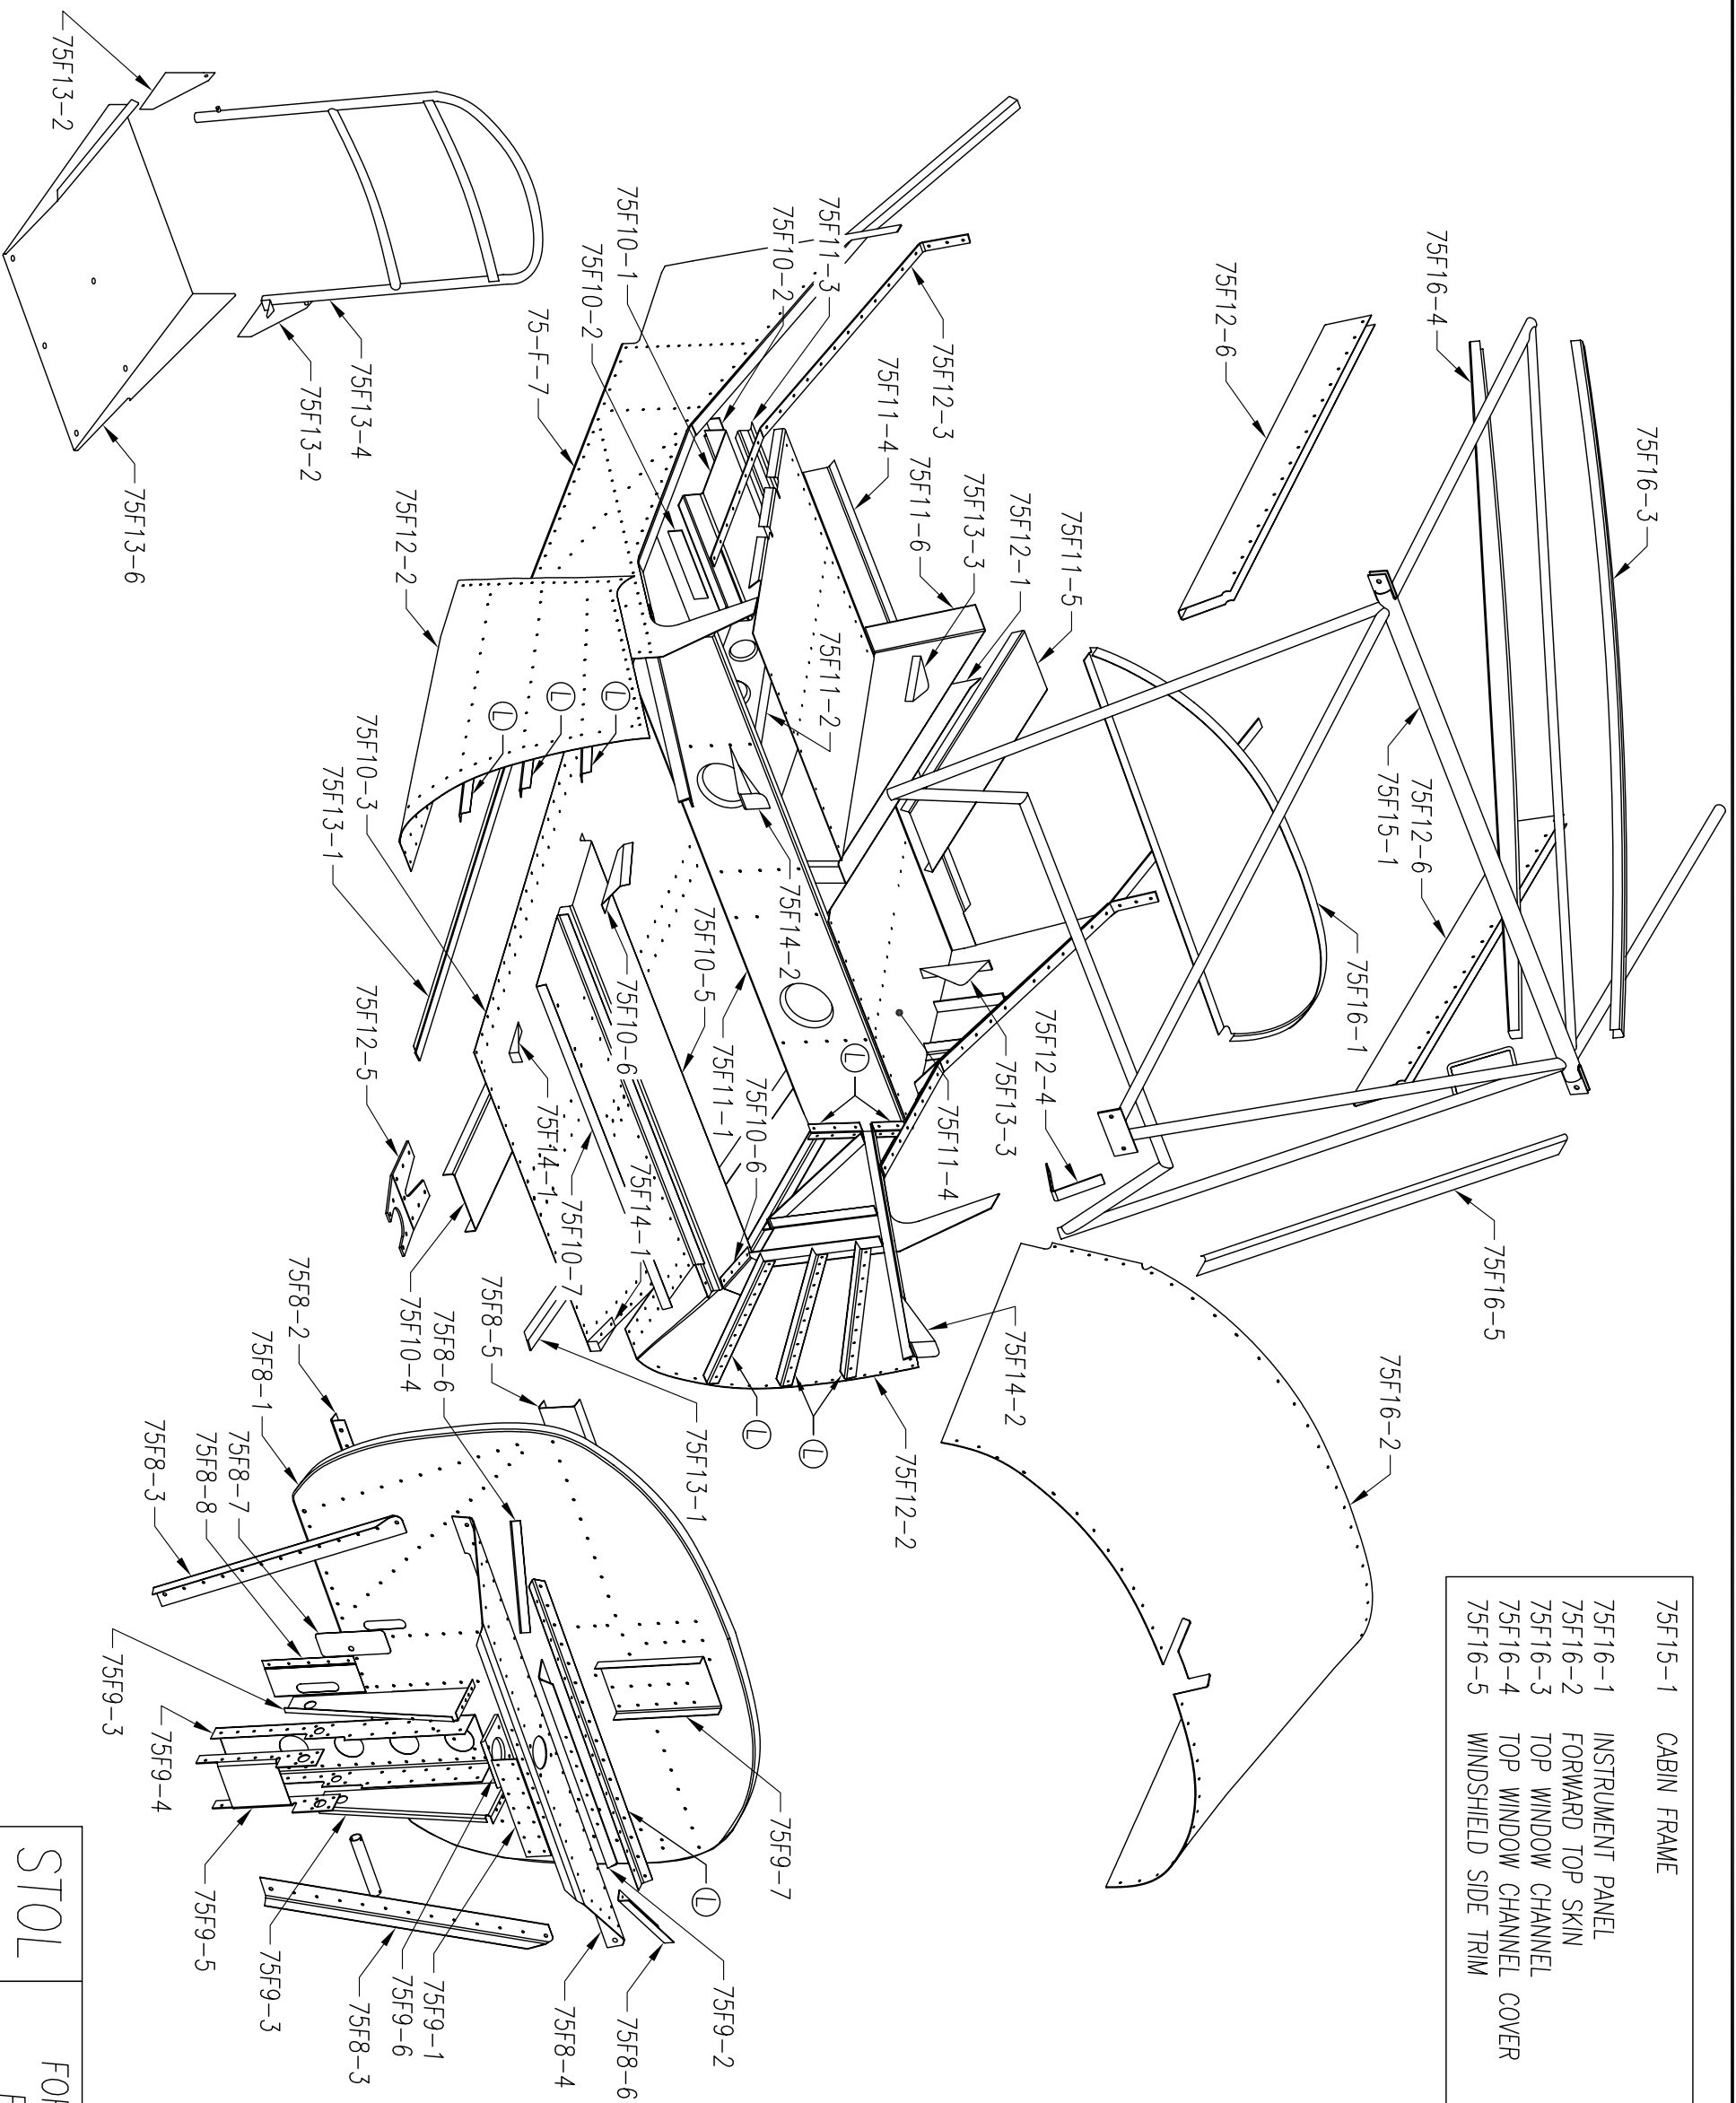 75F15-1 CABIN FRAME
75F16-1 INSTRUMENT PANEL
75F16-2 FORWARD TOP SKIN
75F16-3 TOP WINDOW CHANNEL
75F16-4 TOP WINDOW CHANNEL COVER
75F16-5 WINDSHIELD SIDE TRIM
75F16-3
75F16-4
75F12-6
75F12-6
75F15-1
75F16-1
75F16-5
75F16-2
75F11-5
75F12-1
75F13-3
75F11-6
75F11-4
75F12-3
75F11-3
75F10-2
75F10-1
75F10-2
75-F-7
75F11-2
75F12-4
75F13-3
75F11-4
75F14-2
75F14-2
75F12-2
L
L
L
L
L
L
75F10-5
75F11-1
75F10-6
75F10-6
75F14-1
75F14-1
75F10-7
75F13-1
75F12-2
75F10-3
75F13-1
75F12-5
75F10-4
75F13-2
75F13-4
75F13-2
75F13-6
75F8-5
75F8-6
75F8-2
75F8-1
75F8-7
75F8-8
75F8-3
75F9-3
75F9-4
75F9-5
75F9-3
75F8-3
75F9-6
75F9-1
75F8-4
75F8-6
75F9-2
L
75F9-7
STOL